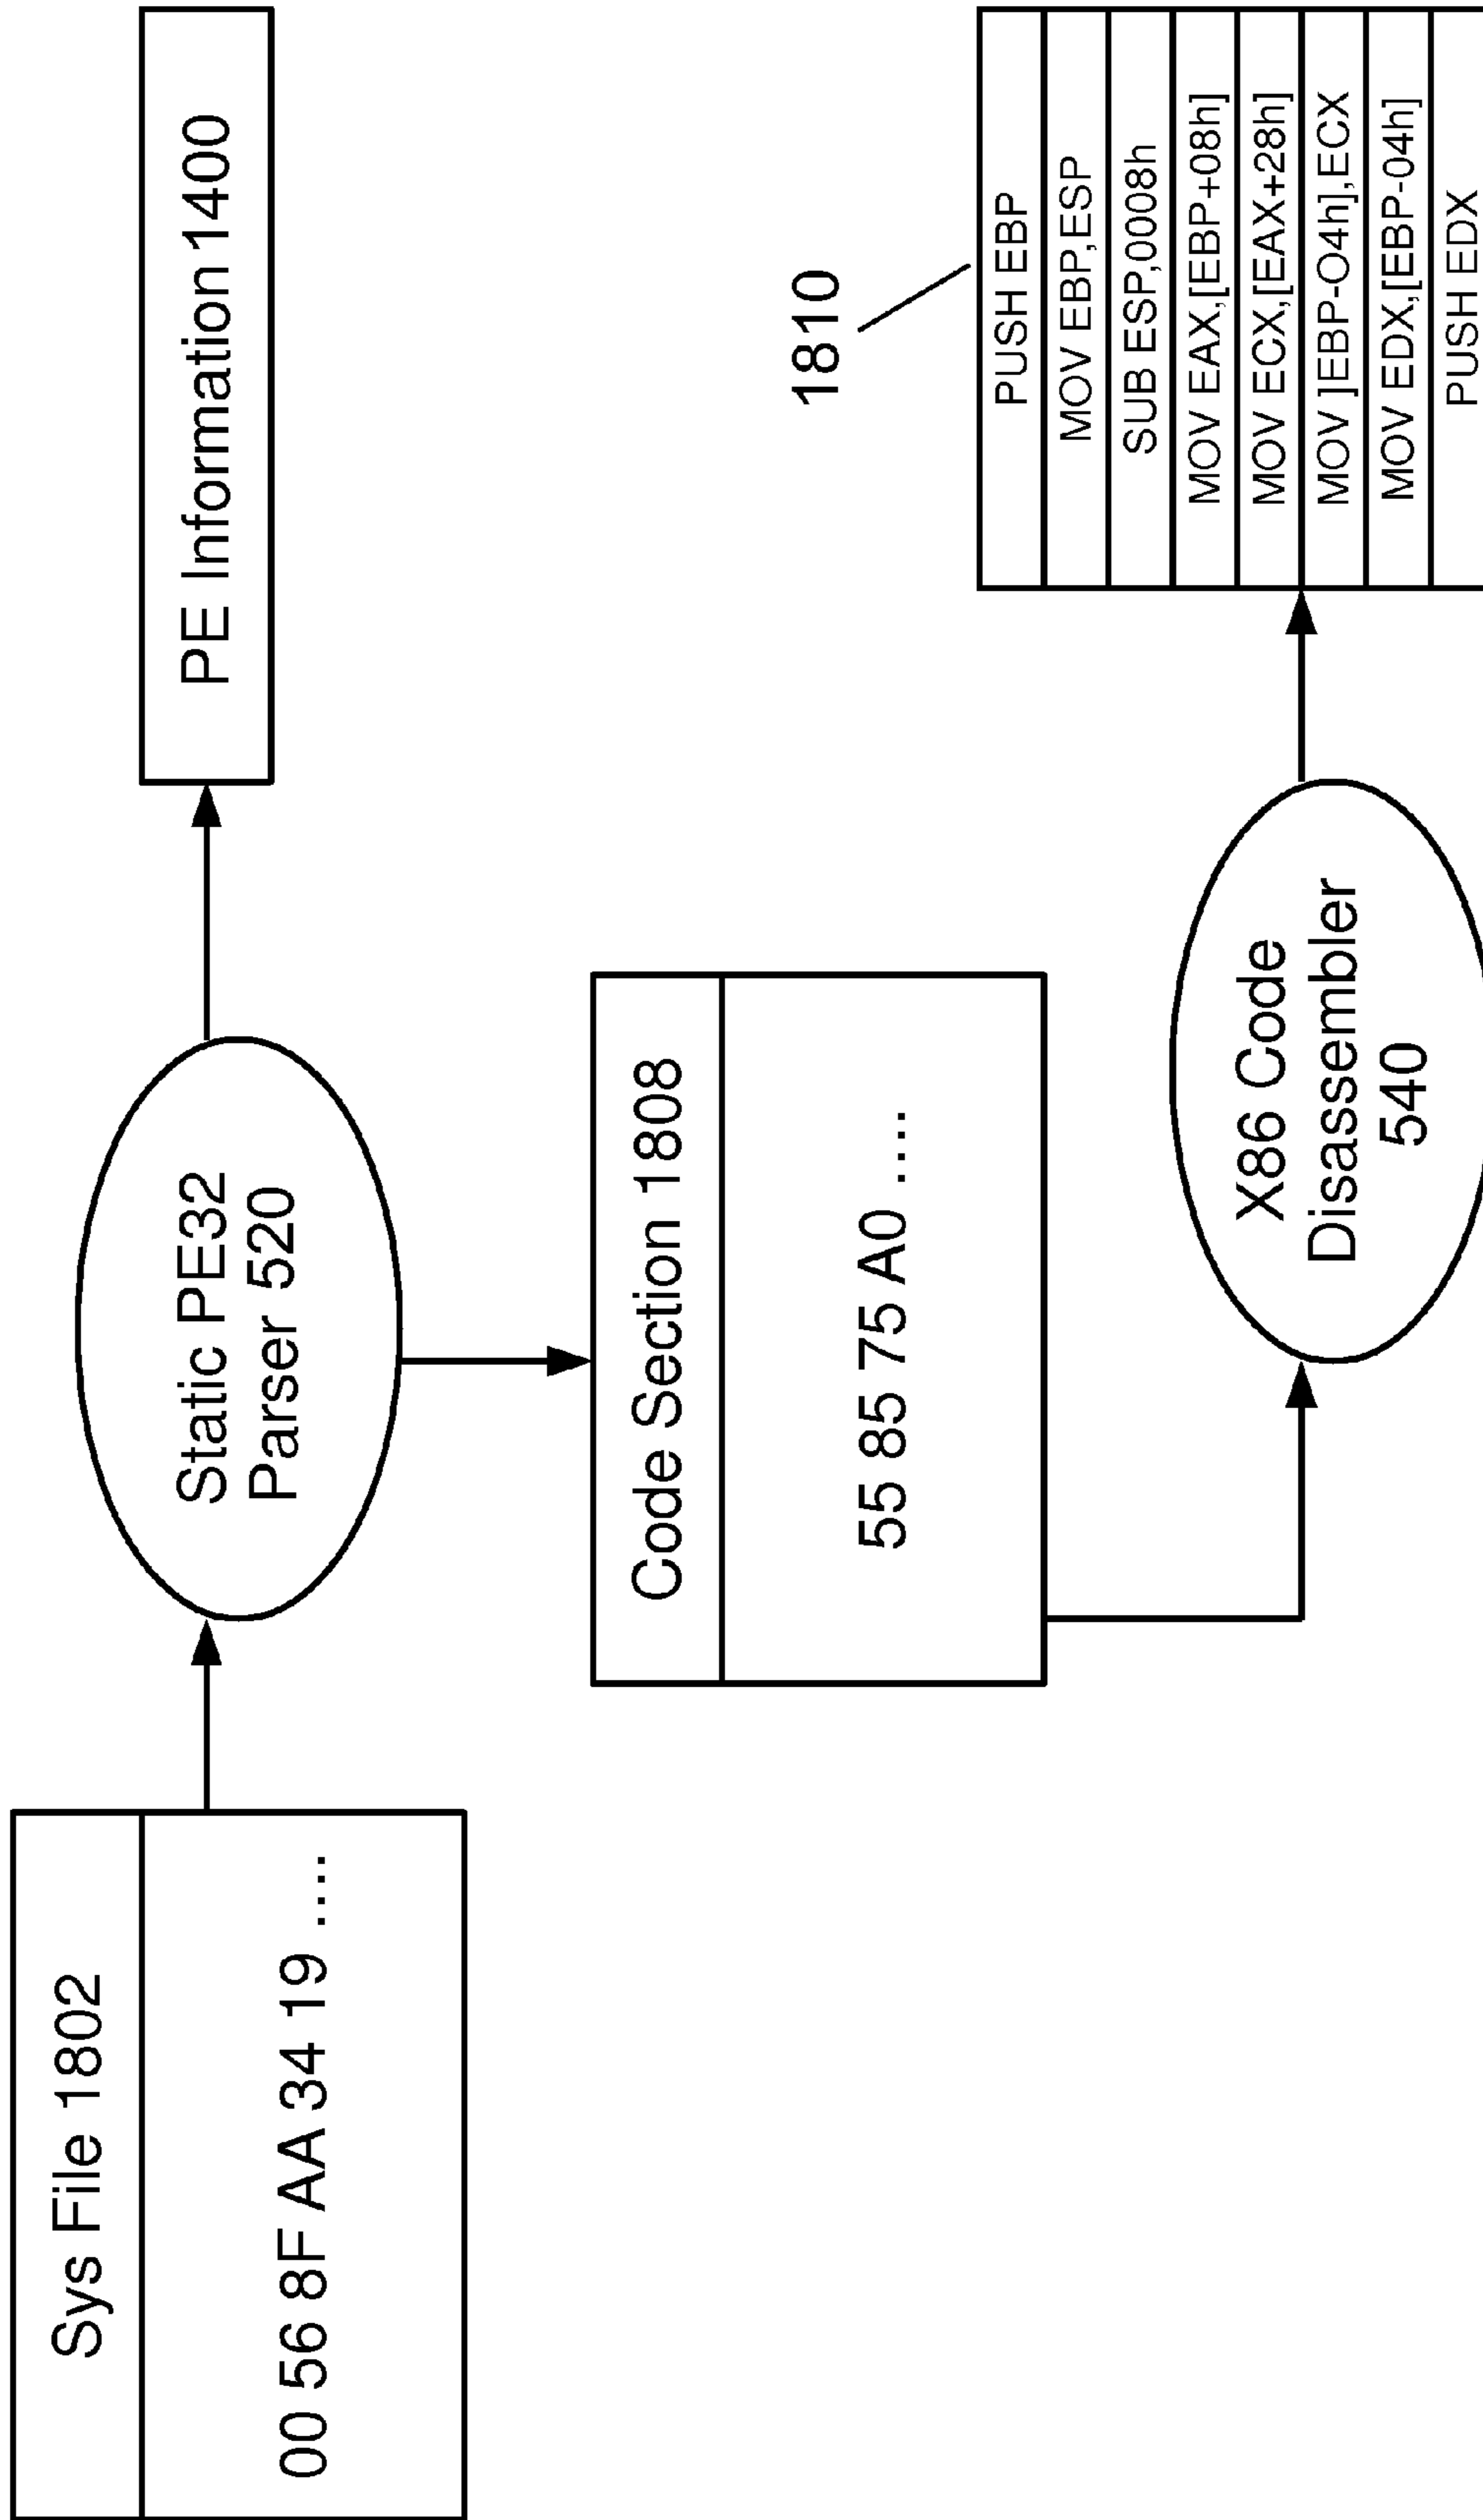 Sys File 1802
00 56 8F AA 34 19 ....
Static PE32
Parser 520
PE Information 1400
Code Section 1808
55 85 75 A0 ....
X86 Code
Disassembler
540
1810
PUSH EBP
MOV EBP,ESP
SUB ESP,0008h
MOV EAX,[EBP+08h]
MOV ECX,[EAX+28h]
MOV ]EBP-O4h],ECX
MOV EDX,[EBP-04h]
PUSH EDX